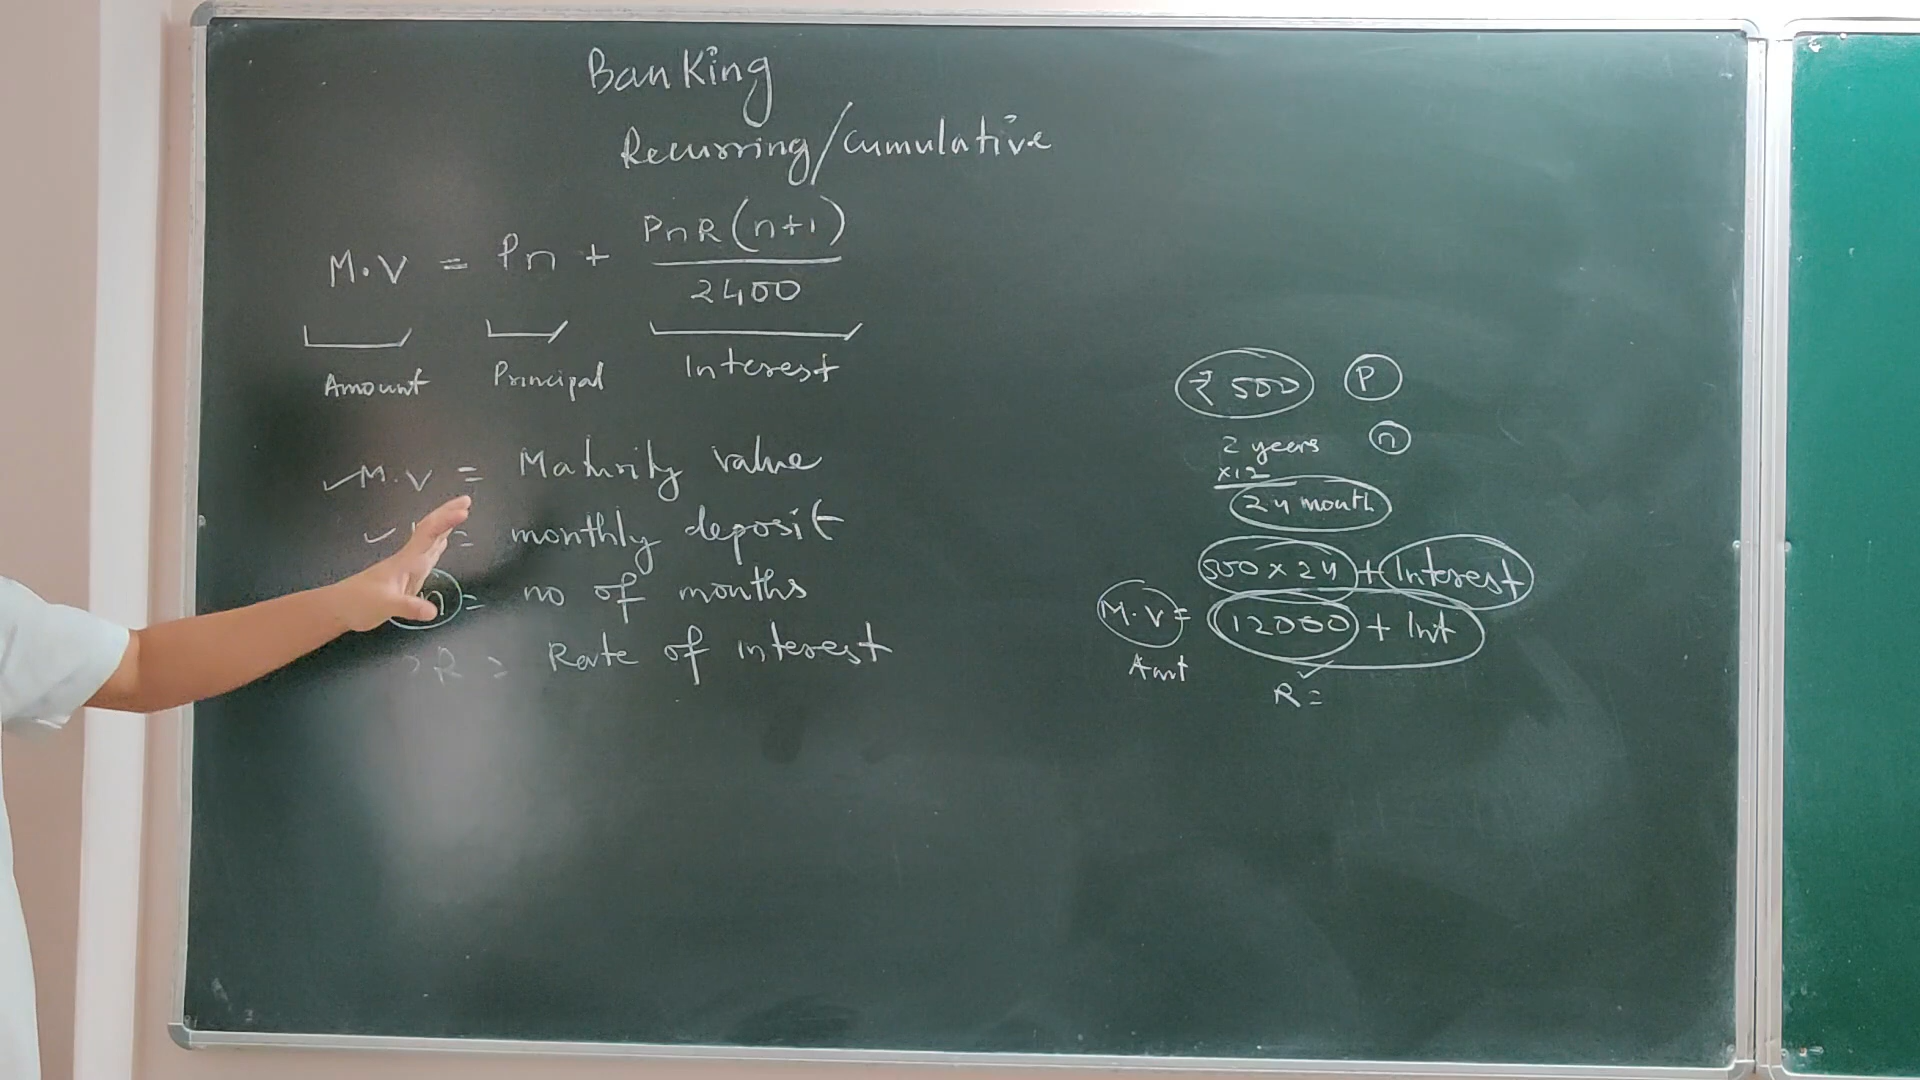 Banking
Recurring/Cumulative
M.V = Pn + PnR(n+1)
2400
Amount Principal Interest
M.V = Maturity value
= monthly deposit
n = no of months
R = Rate of interest
₹ 500 P
2 years n
×12
24 month
500 × 24 + Interest
M.V = 12000 + Int
Amt
R =